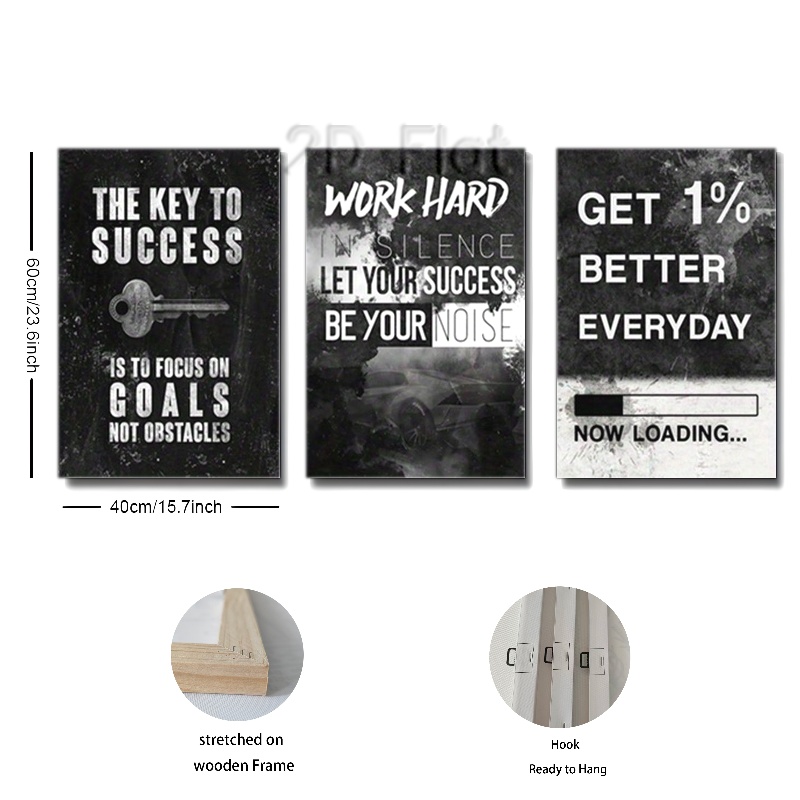 2D Flat
THE KEY TO
SUCCESS
IS TO FOCUS ON
GOALS
NOT OBSTACLES
WORK HARD
IN SILENCE
LET YOUR SUCCESS
BE YOUR NOISE
GET 1%
BETTER
EVERYDAY
NOW LOADING...
60cm/23.6inch
40cm/15.7inch
stretched on
wooden Frame
Hook
Ready to Hang